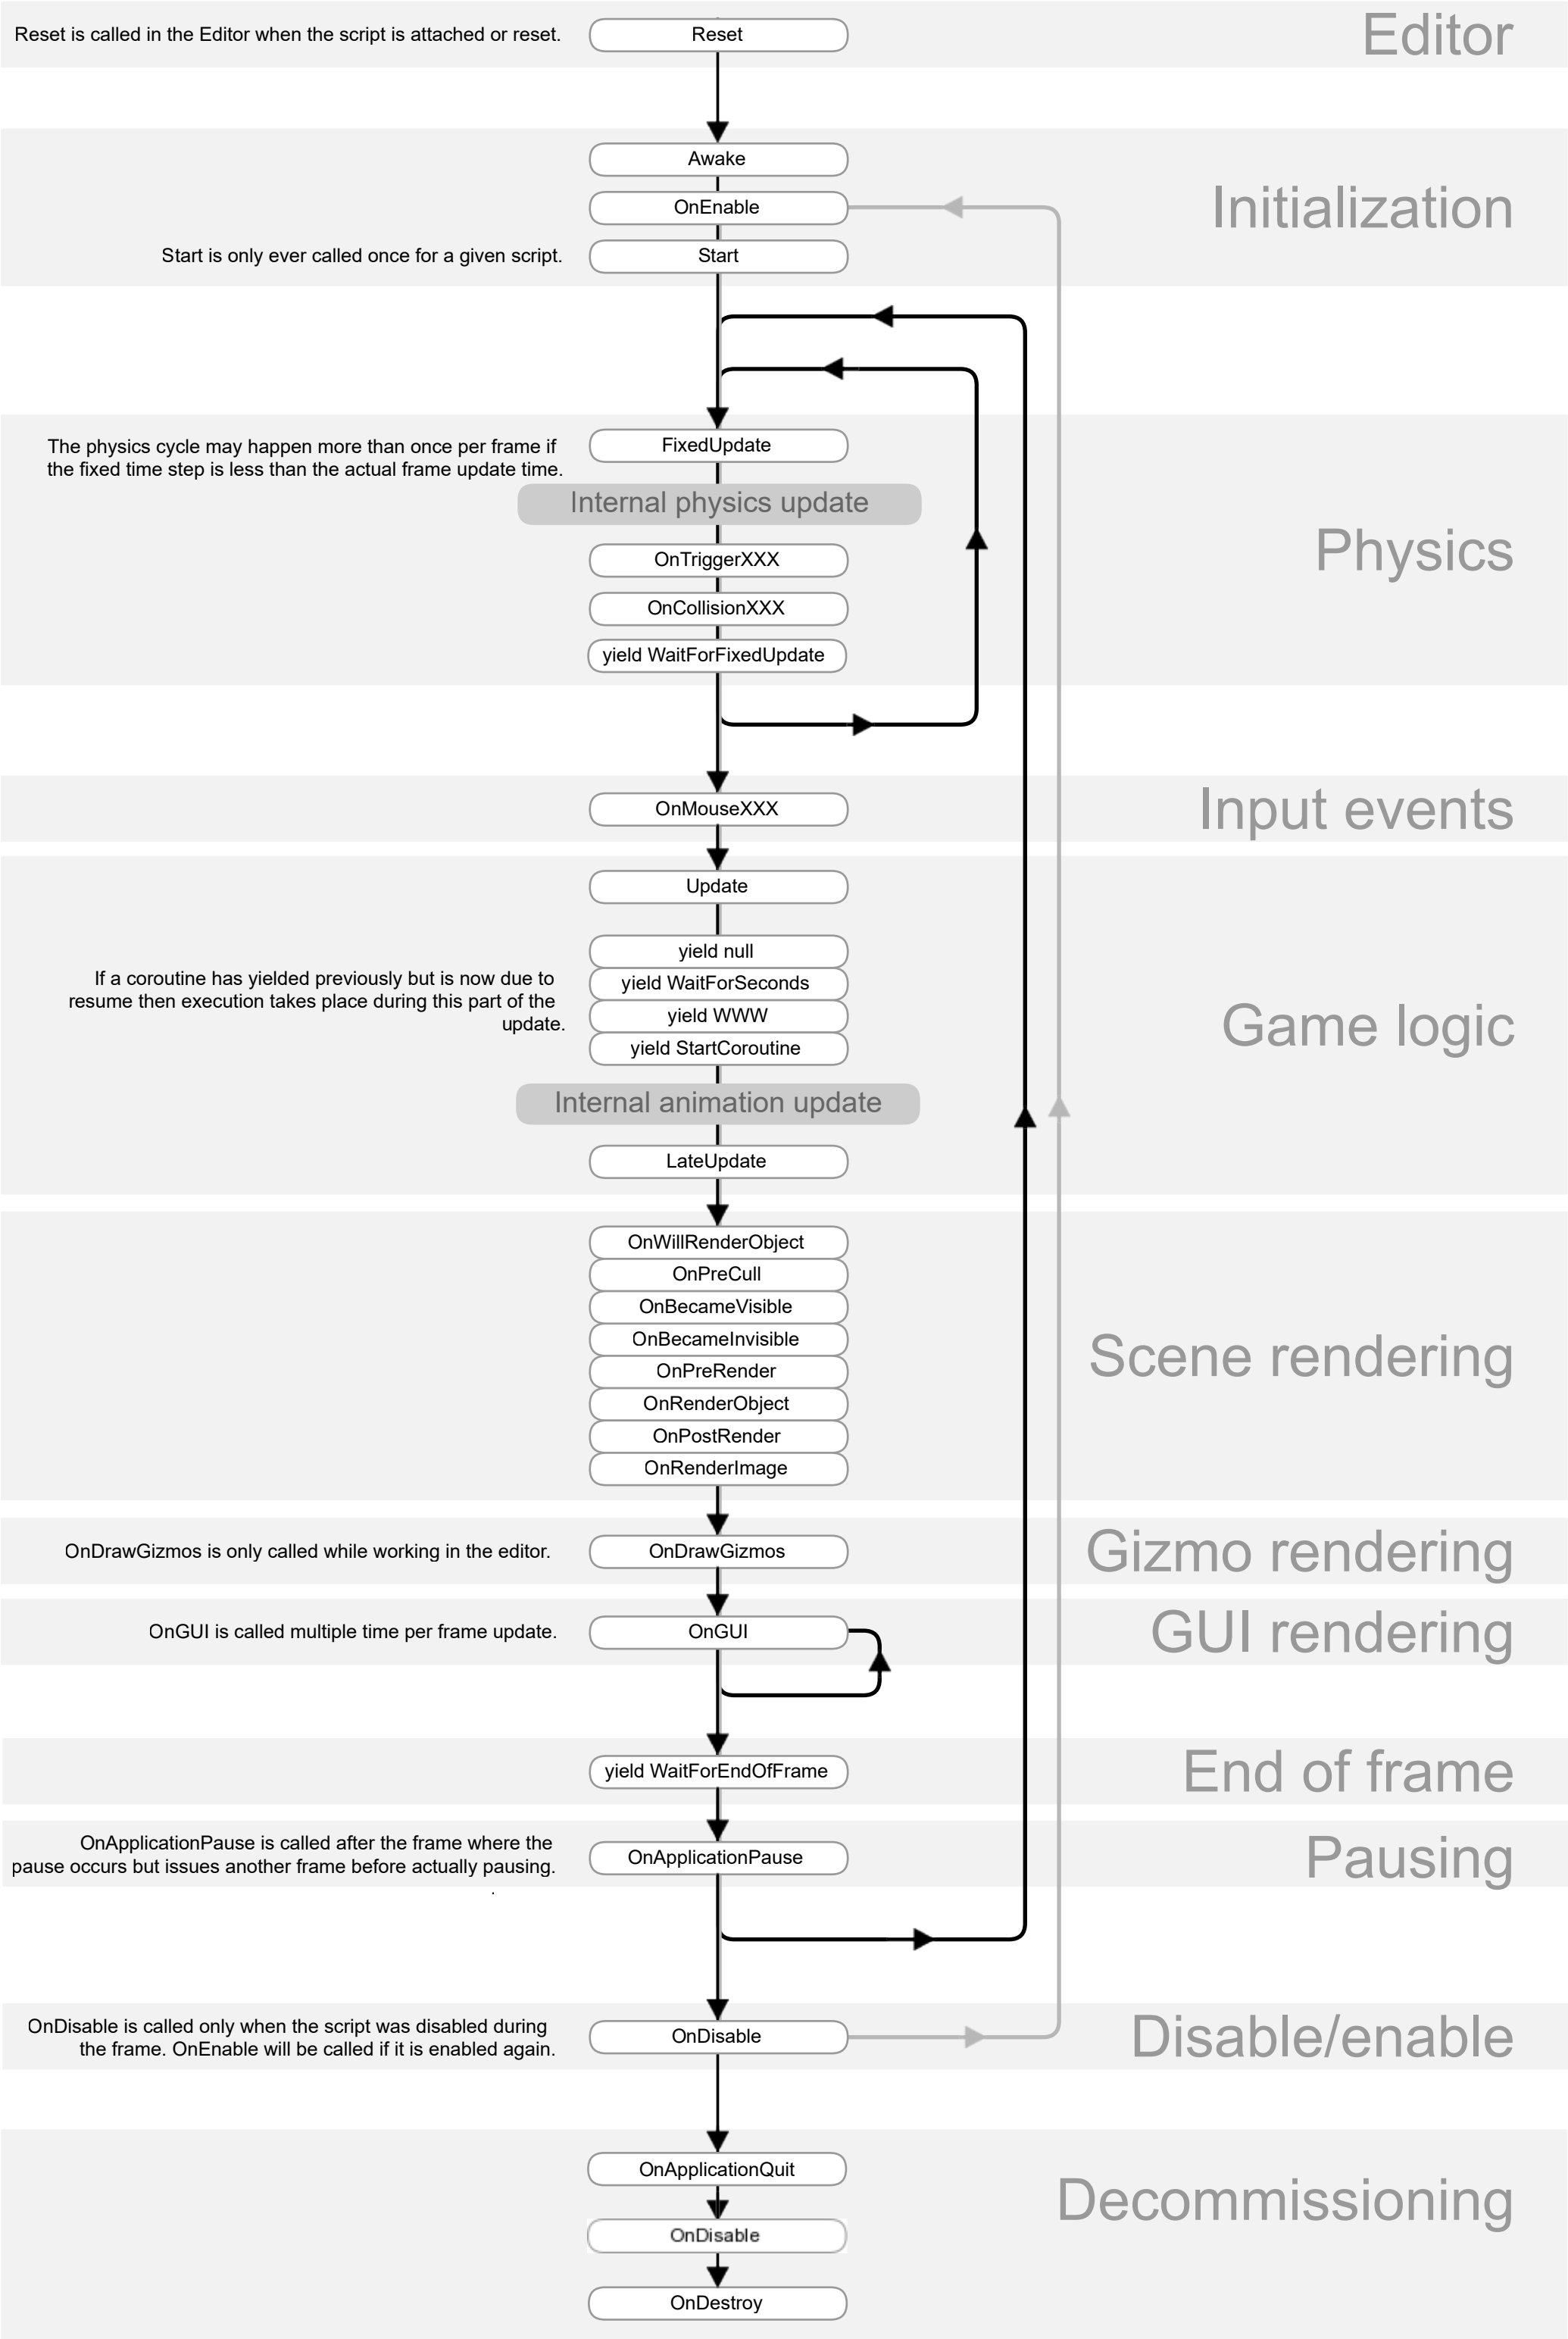 Reset is called in the Editor when the script is attached or reset.
Reset
Editor
Awake
OnEnable
Initialization
Start is only ever called once for a given script.
Start
The physics cycle may happen more than once per frame if
the fixed time step is less than the actual frame update time.
FixedUpdate
Internal physics update
OnTriggerXXX
Physics
OnCollisionXXX
yield WaitForFixedUpdate
OnMouseXXX
Input events
Update
yield null
If a coroutine has yielded previously but is now due to
resume then execution takes place during this part of the
update.
yield WaitForSeconds
yield WWW
yield StartCoroutine
Game logic
Internal animation update
LateUpdate
OnWillRenderObject
OnPreCull
OnBecameVisible
OnBecameInvisible
Scene rendering
OnPreRender
OnRenderObject
OnPostRender
OnRenderImage
OnDrawGizmos is only called while working in the editor.
OnDrawGizmos
Gizmo rendering
OnGUI is called multiple time per frame update.
OnGUI
GUI rendering
yield WaitForEndOfFrame
End of frame
OnApplicationPause is called after the frame where the
pause occurs but issues another frame before actually pausing.
.
OnApplicationPause
Pausing
OnDisable is called only when the script was disabled during
the frame. OnEnable will be called if it is enabled again.
OnDisable
Disable/enable
OnApplicationQuit
Decommissioning
OnDisable
OnDestroy